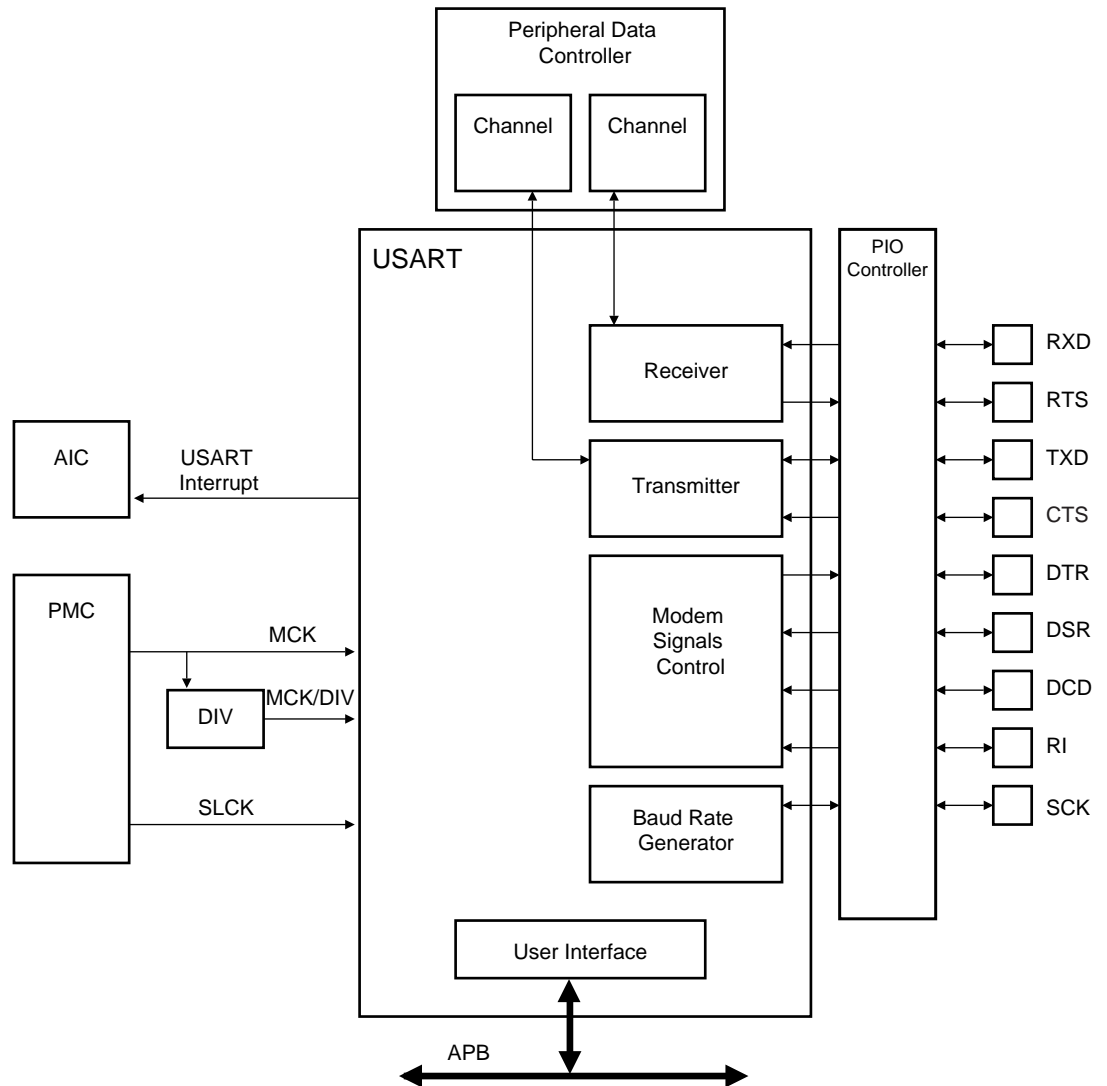 Peripheral Data
Controller
Channel
Channel
USART
PIO
Controller
Receiver
RXD
RTS
AIC
USART
Interrupt
Transmitter
TXD
CTS
PMC
MCK
DIV
MCK/DIV
SLCK
Modem
Signals
Control
DTR
DSR
DCD
RI
Baud Rate
Generator
SCK
User Interface
APB